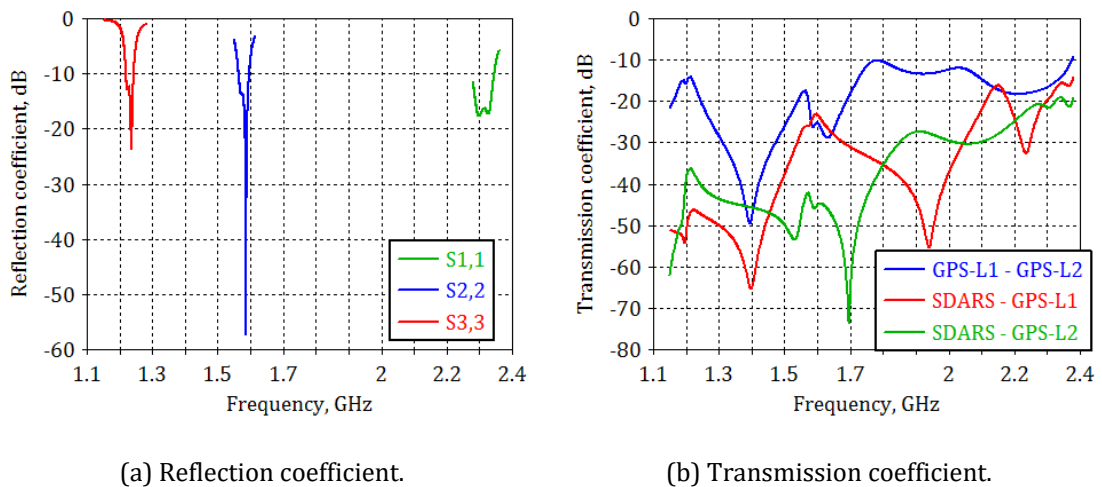 Reflection coefficient, dB
0
-10
-20
-30
-40
-50
-60
1.1
1.3
1.5
1.7
2
2.2
2.4
Frequency, GHz
S1,1
S2,2
S3,3
(a) Reflection coefficient.
Transmission coefficient, dB
0
-10
-20
-30
-40
-50
-60
-70
-80
1.1
1.3
1.5
1.7
2
2.2
2.4
Frequency, GHz
GPS-L1 - GPS-L2
SDARS - GPS-L1
SDARS - GPS-L2
(b) Transmission coefficient.